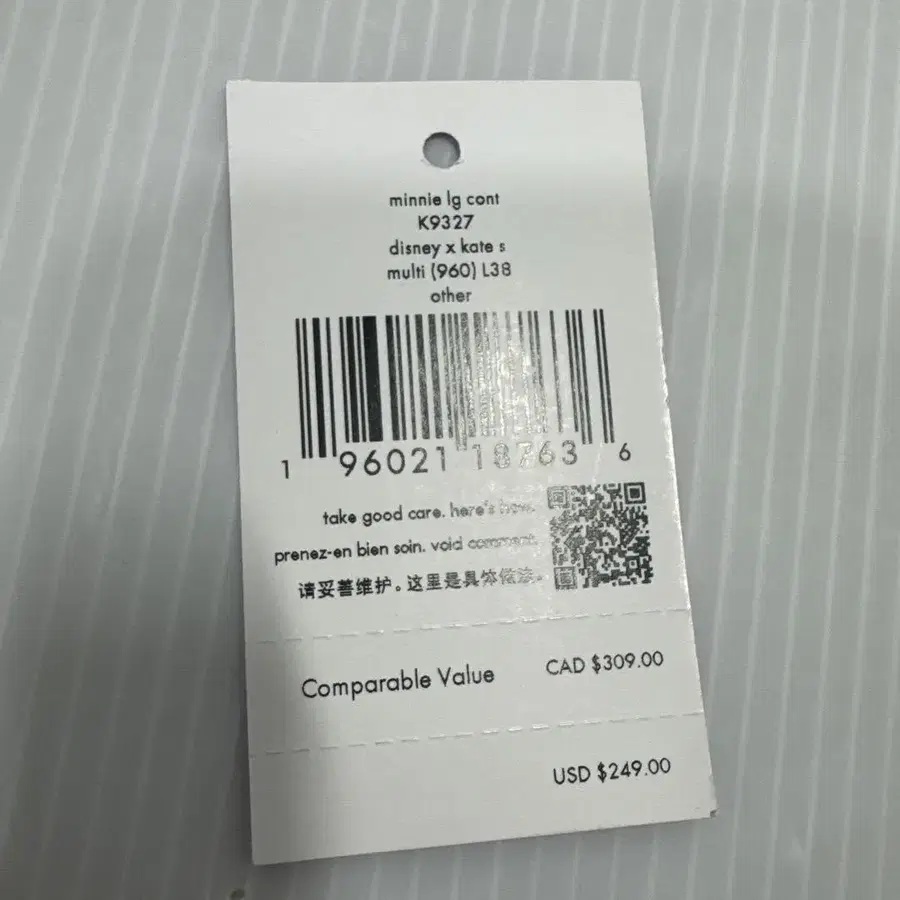 minnie lg cont
K9327
disney x kate s
multi (960) L38
other
1 96021 18763 6
take good care. here's how.
prenez-en bien soin. void comment.
请妥善维护。这里是具体做法。
Comparable Value CAD $309.00
USD $249.00